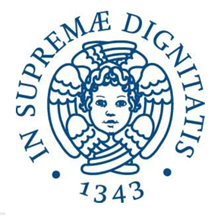 IN SUPREMÆ DIGNITATIS
· 1343 ·